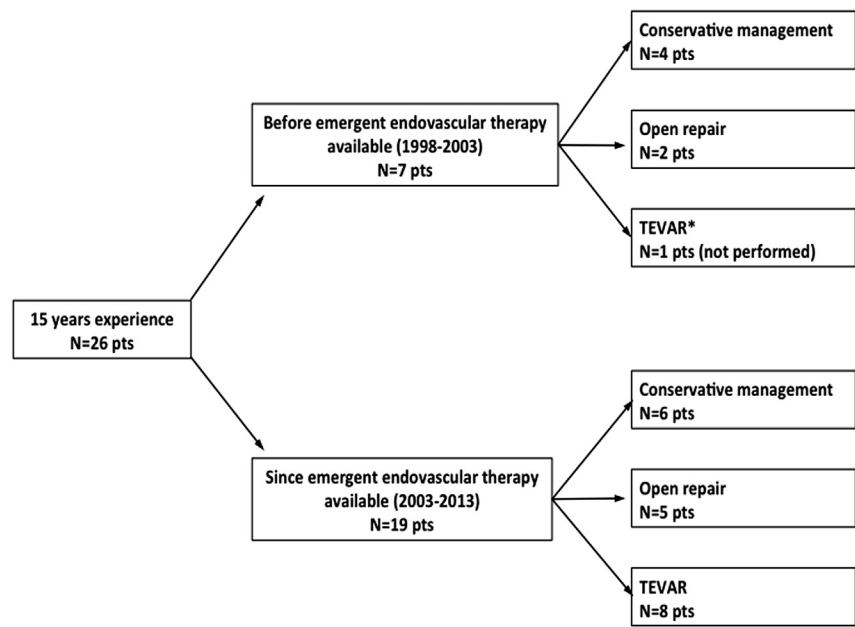 15 years experience
N=26 pts
Before emergent endovascular therapy
available (1998-2003)
N=7 pts
Conservative management
N=4 pts
Open repair
N=2 pts
TEVAR*
N=1 pts (not performed)
Since emergent endovascular therapy
available (2003-2013)
N=19 pts
Conservative management
N=6 pts
Open repair
N=5 pts
TEVAR
N=8 pts